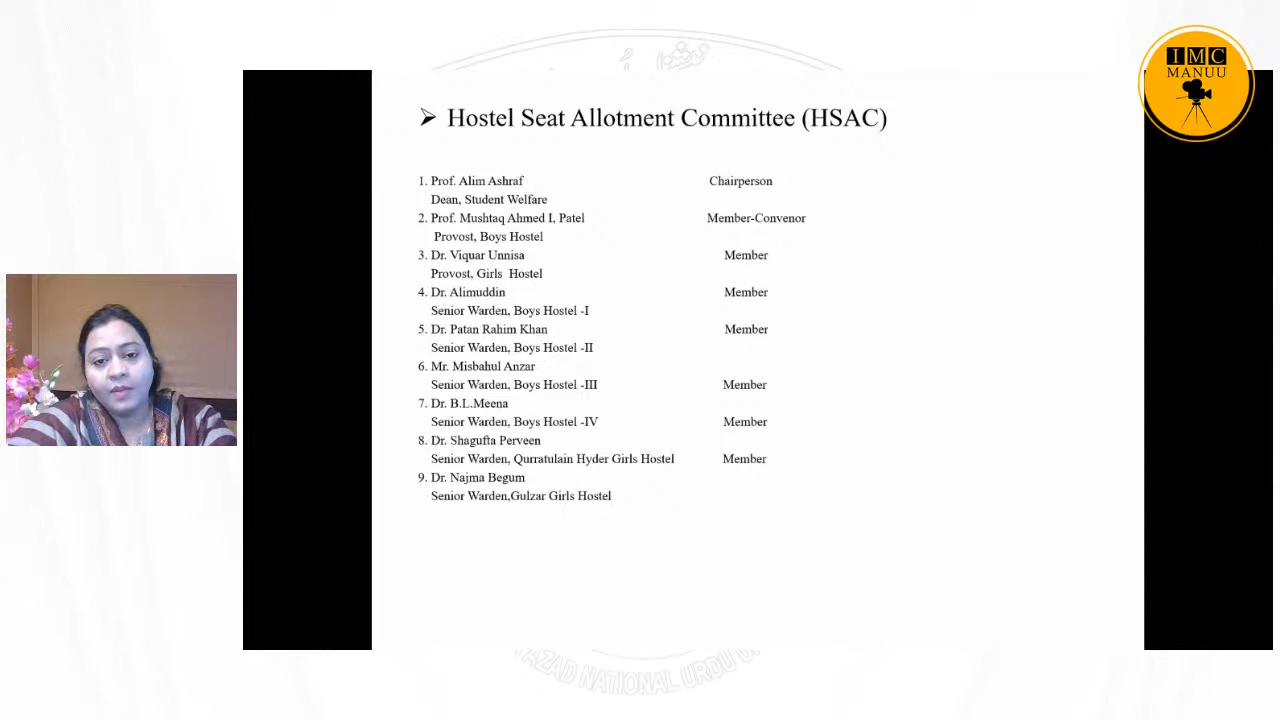 IMC
MANUU
➢ Hostel Seat Allotment Committee (HSAC)
1. Prof. Alim Ashraf Chairperson
Dean, Student Welfare
2. Prof. Mushtaq Ahmed I, Patel Member-Convenor
Provost, Boys Hostel
3. Dr. Viquar Unnisa Member
Provost, Girls Hostel
4. Dr. Alimuddin Member
Senior Warden, Boys Hostel -I
5. Dr. Patan Rahim Khan Member
Senior Warden, Boys Hostel -II
6. Mr. Misbahul Anzar
Senior Warden, Boys Hostel -III Member
7. Dr. B.L.Meena
Senior Warden, Boys Hostel -IV Member
8. Dr. Shagufta Perveen
Senior Warden, Qurratulain Hyder Girls Hostel Member
9. Dr. Najma Begum
Senior Warden,Gulzar Girls Hostel
AZAD NATIONAL URDU